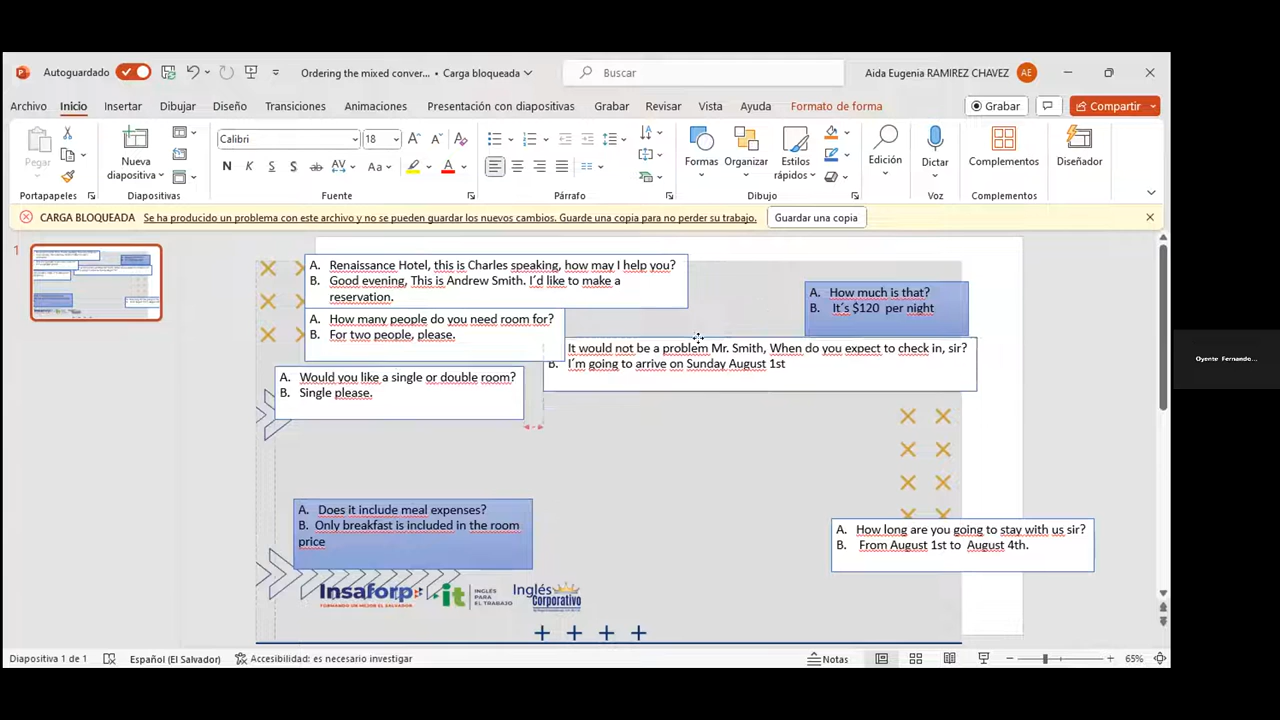 Autoguardado
Ordering the mixed conver... • Carga bloqueada
Buscar
Aida Eugenia RAMIREZ CHAVEZ
AE
Archivo Inicio Insertar Dibujar Diseño Transiciones Animaciones Presentación con diapositivas Grabar Revisar Vista Ayuda Formato de forma
Grabar
Compartir
Pegar
Nueva diapositiva
Calibri
18
N K S S ab AV Aa A
Formas
Organizar
Estilos rápidos
Edición
Dictar
Complementos
Diseñador
Portapapeles
Diapositivas
Fuente
Párrafo
Dibujo
Voz
Complementos
CARGA BLOQUEADA Se ha producido un problema con este archivo y no se pueden guardar los nuevos cambios. Guarde una copia para no perder su trabajo. Guardar una copia
1
A. Renaissance Hotel, this is Charles speaking, how may I help you?
B. Good evening, This is Andrew Smith. I´d like to make a
reservation.
A. How much is that?
B. It´s $120 per night
A. How many people do you need room for?
B. For two people, please.
It would not be a problem Mr. Smith, When do you expect to check in, sir?
B. I´m going to arrive on Sunday August 1st
A. Would you like a single or double room?
B. Single please.
A. Does it include meal expenses?
B. Only breakfast is included in the room
price
A. How long are you going to stay with us sir?
B. From August 1st to August 4th.
Insaforp
it
INGLÉS
PARA
EL TRABAJO
Inglés
Corporativo
Oyente Fernando...
Diapositiva 1 de 1
Español (El Salvador)
Accesibilidad: es necesario investigar
Notas
65%